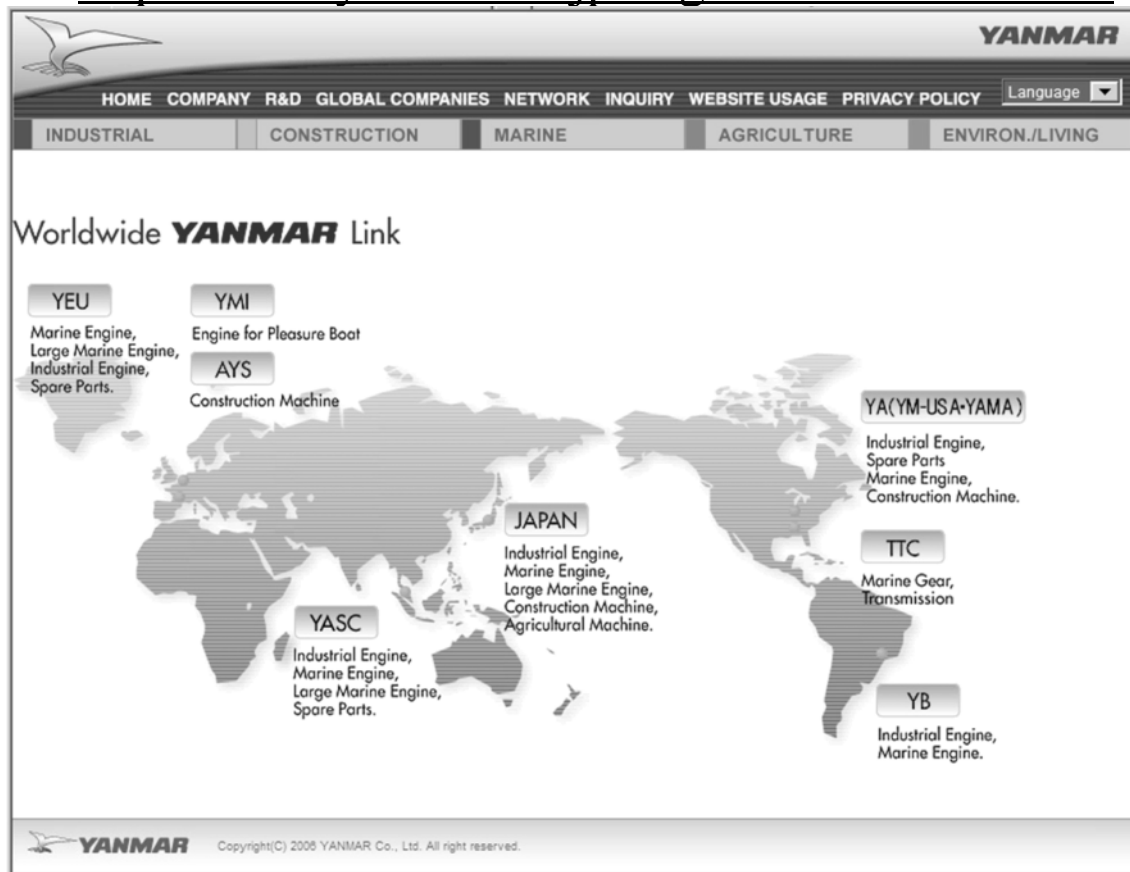 YANMAR
HOME COMPANY R&D GLOBAL COMPANIES NETWORK INQUIRY WEBSITE USAGE PRIVACY POLICY Language
INDUSTRIAL CONSTRUCTION MARINE AGRICULTURE ENVIRON./LIVING
Worldwide YANMAR Link
YEU
Marine Engine,
Large Marine Engine,
Industrial Engine,
Spare Parts.
YMI
Engine for Pleasure Boat
AYS
Construction Machine
YA(YM-USA•YAMA)
Industrial Engine,
Spare Parts
Marine Engine,
Construction Machine.
JAPAN
Industrial Engine,
Marine Engine,
Large Marine Engine,
Construction Machine,
Agricultural Machine.
TTC
Marine Gear,
Transmission
YASC
Industrial Engine,
Marine Engine,
Large Marine Engine,
Spare Parts.
YB
Industrial Engine,
Marine Engine.
YANMAR Copyright(C) 2006 YANMAR Co., Ltd. All right reserved.